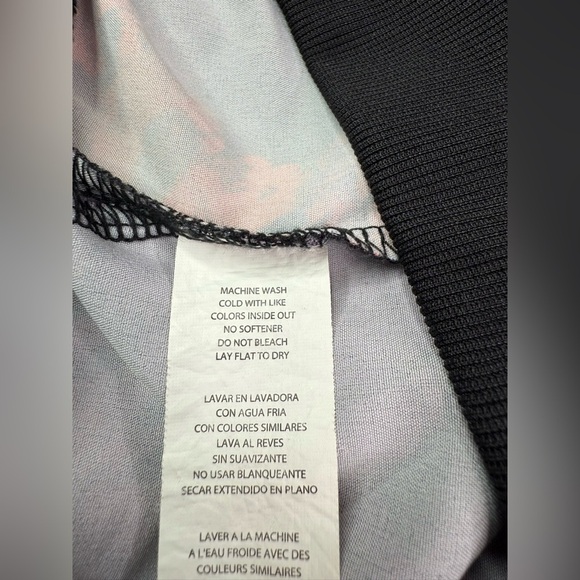 MACHINE WASH
COLD WITH LIKE
COLORS INSIDE OUT
NO SOFTENER
DO NOT BLEACH
LAY FLAT TO DRY
LAVAR EN LAVADORA
CON AGUA FRIA
CON COLORES SIMILARES
LAVA AL REVES
SIN SUAVIZANTE
NO USAR BLANQUEANTE
SECAR EXTENDIDO EN PLANO
LAVER A LA MACHINE
A L'EAU FROIDE AVEC DES
COULEURS SIMILAIRES